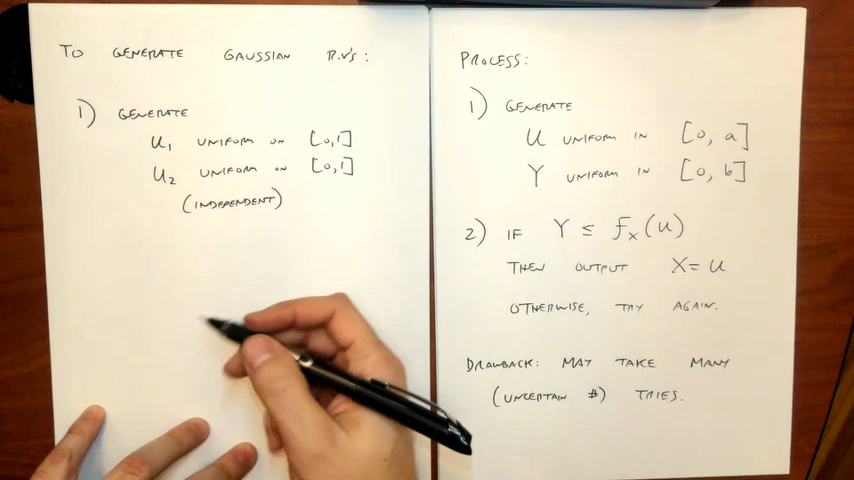 TO GENERATE GAUSSIAN R.V'S:
1) GENERATE
U₁ UNIFORM ON [0,1]
U₂ UNIFORM ON [0,1]
(INDEPENDENT)
PROCESS:
1) GENERATE
U UNIFORM IN [0, a]
Y UNIFORM IN [0, b]
2) IF Y ≤ fₓ(u)
THEN OUTPUT X= U
OTHERWISE, TRY AGAIN.
DRAWBACK: MAY TAKE MANY
(UNCERTAIN #) TRIES.